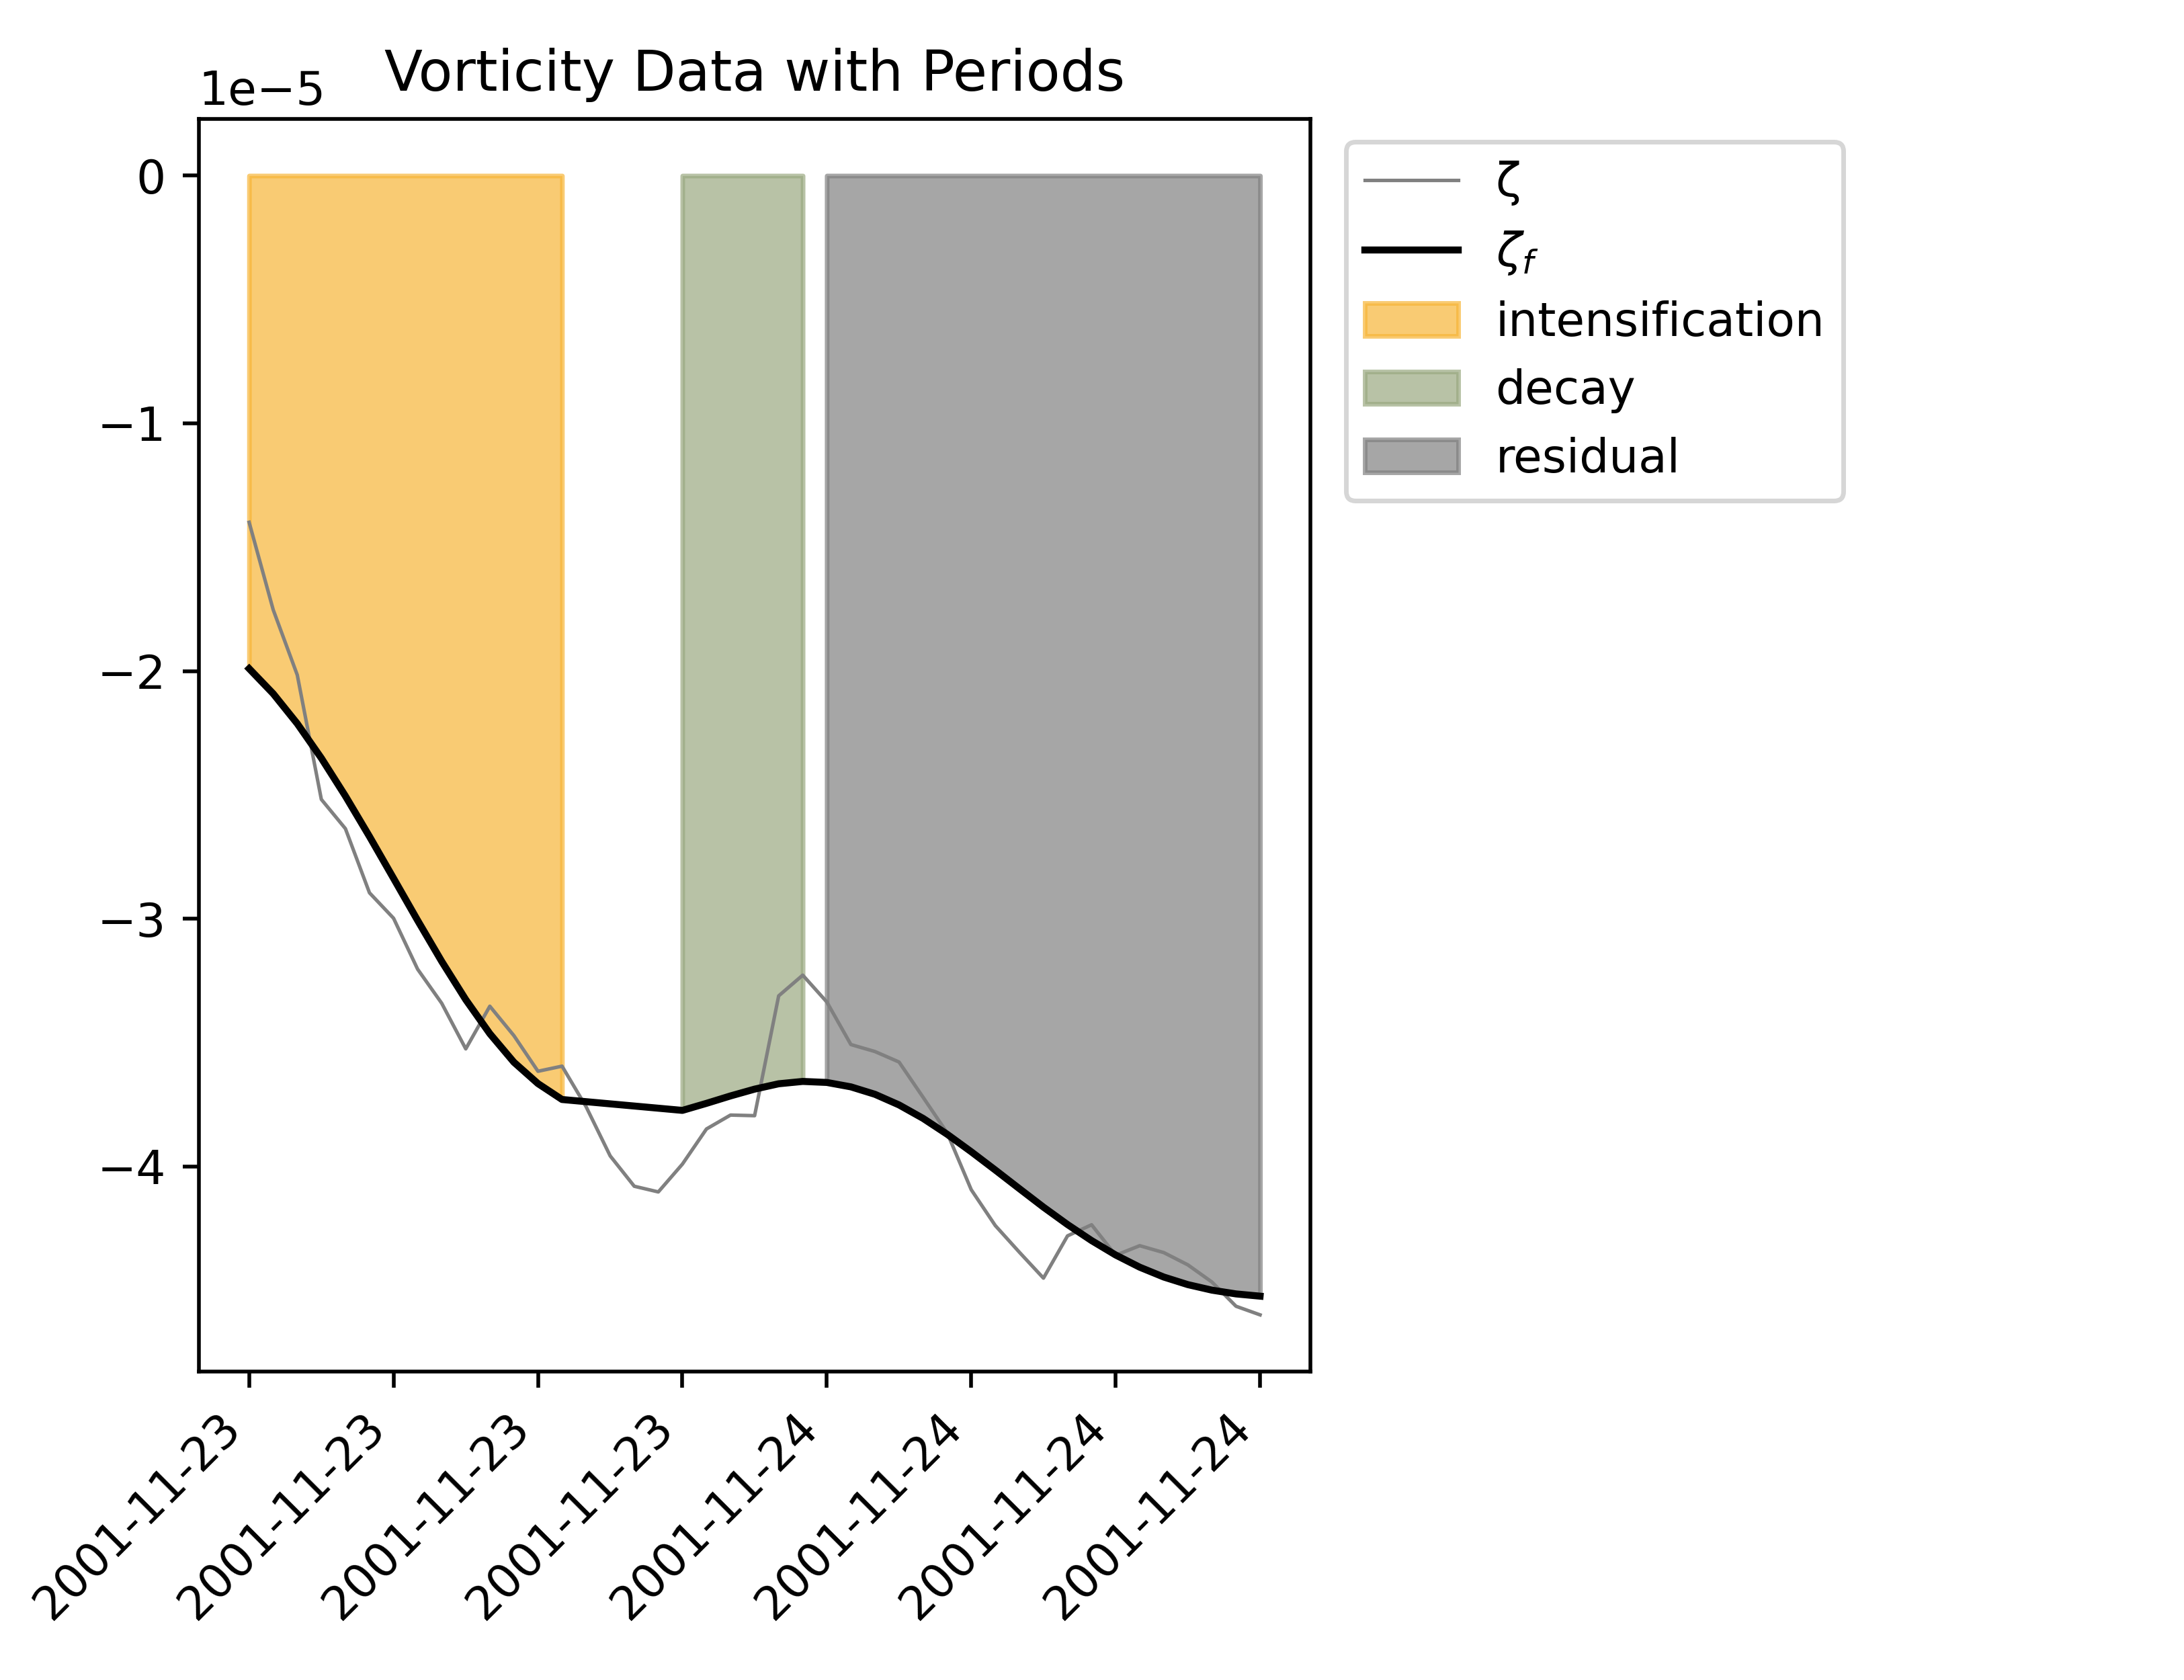 Vorticity Data with Periods
1e−5
0
−1
−2
−3
−4
2001-11-23
2001-11-23
2001-11-23
2001-11-23
2001-11-24
2001-11-24
2001-11-24
2001-11-24
ζ
ζf
intensification
decay
residual